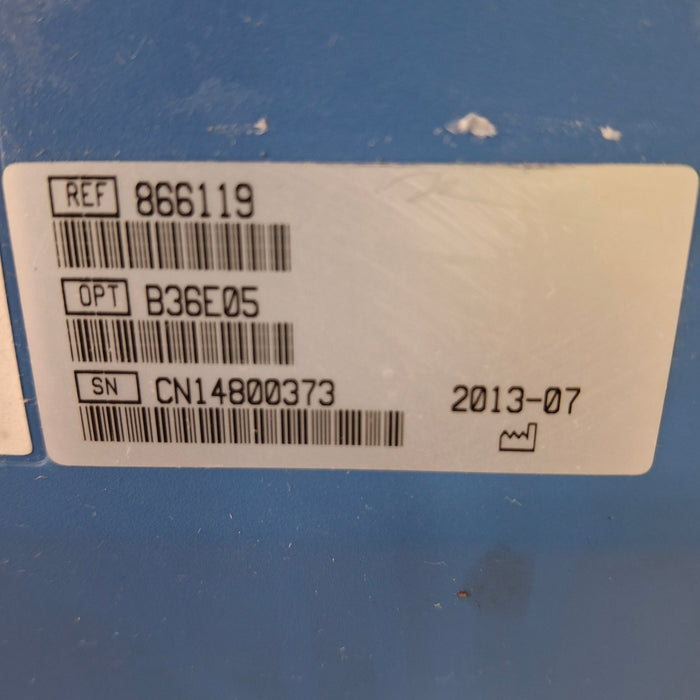 REF 866119
OPT B36E05
SN CN14800373 2013-07